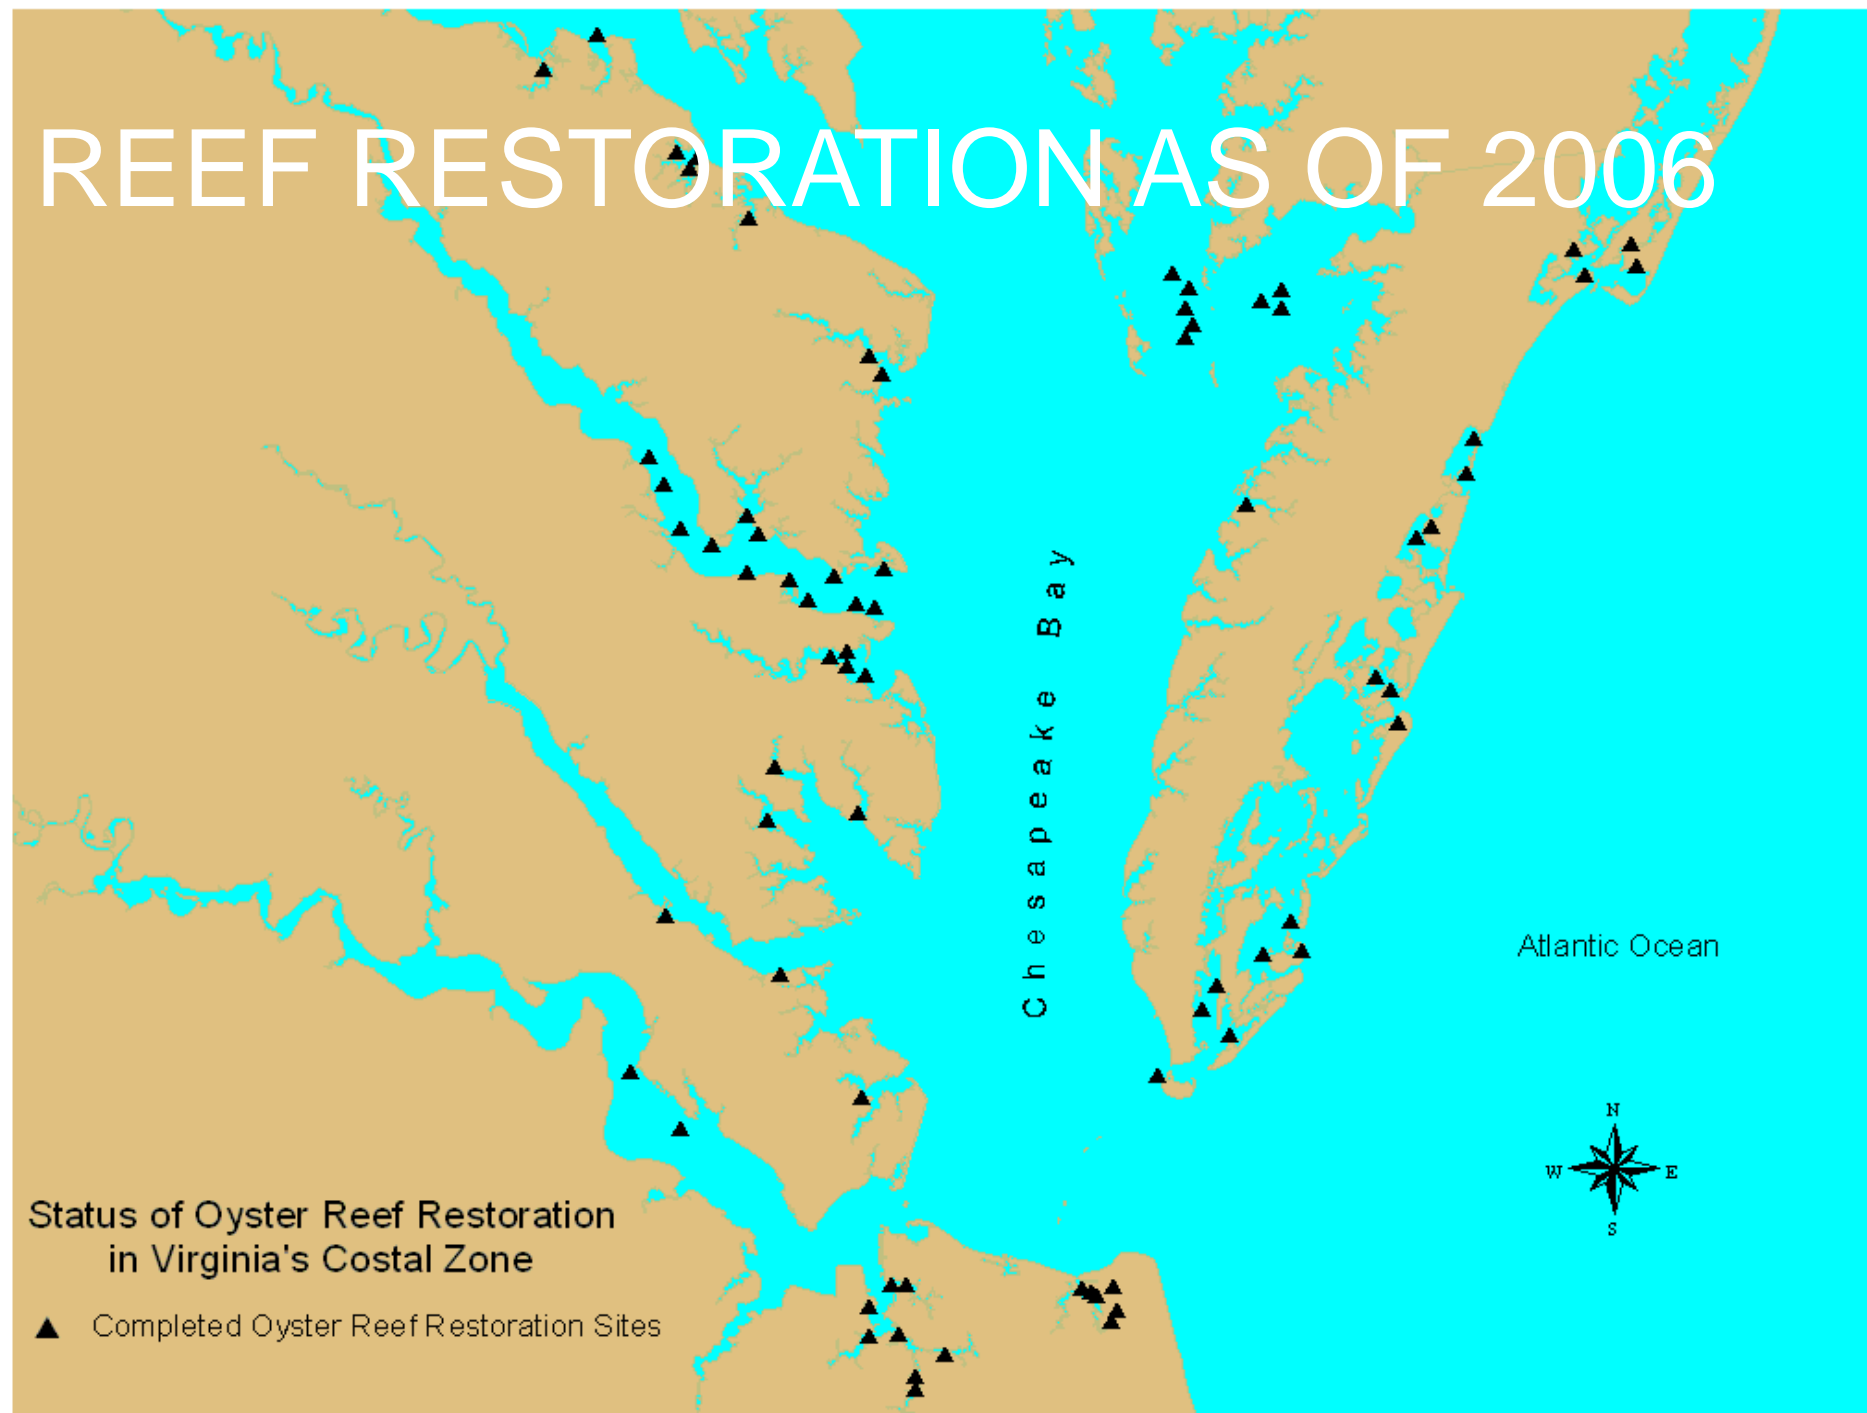 REEF RESTORATION AS OF 2006
Chesapeake Bay
Atlantic Ocean
N
W E
S
Status of Oyster Reef Restoration
in Virginia's Costal Zone
Completed Oyster Reef Restoration Sites